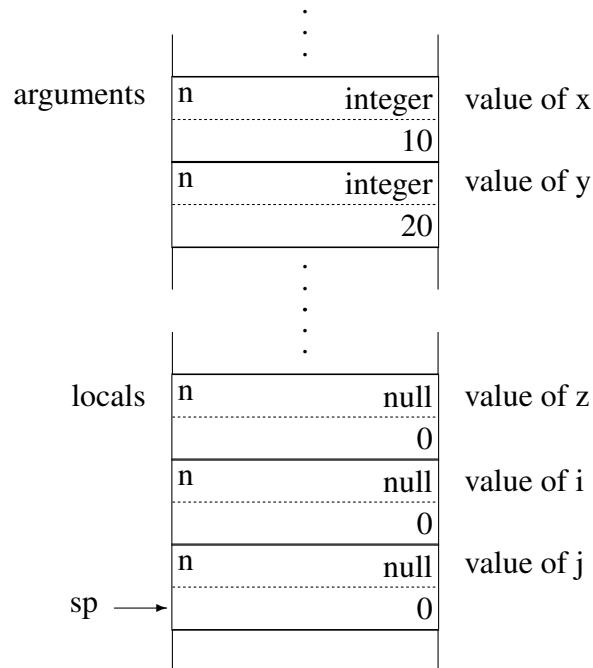 arguments n integer value of x
10
n integer value of y
20
locals n null value of z
0
n null value of i
0
n null value of j
sp 0